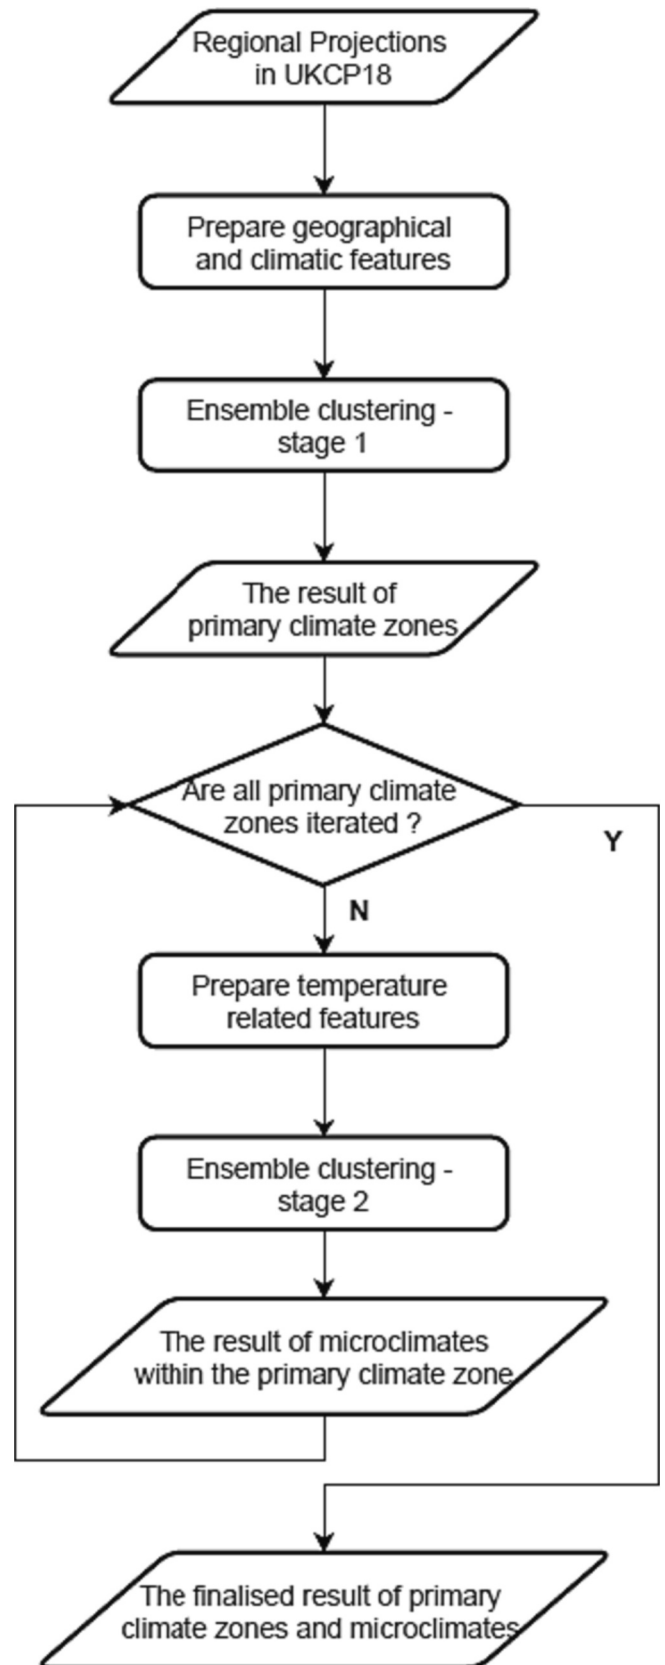 Regional Projections
in UKCP18
Prepare geographical
and climatic features
Ensemble clustering -
stage 1
The result of
primary climate zones
Are all primary climate
zones iterated ?
Y
N
Prepare temperature
related features
Ensemble clustering -
stage 2
The result of microclimates
within the primary climate zone
The finalised result of primary
climate zones and microclimates